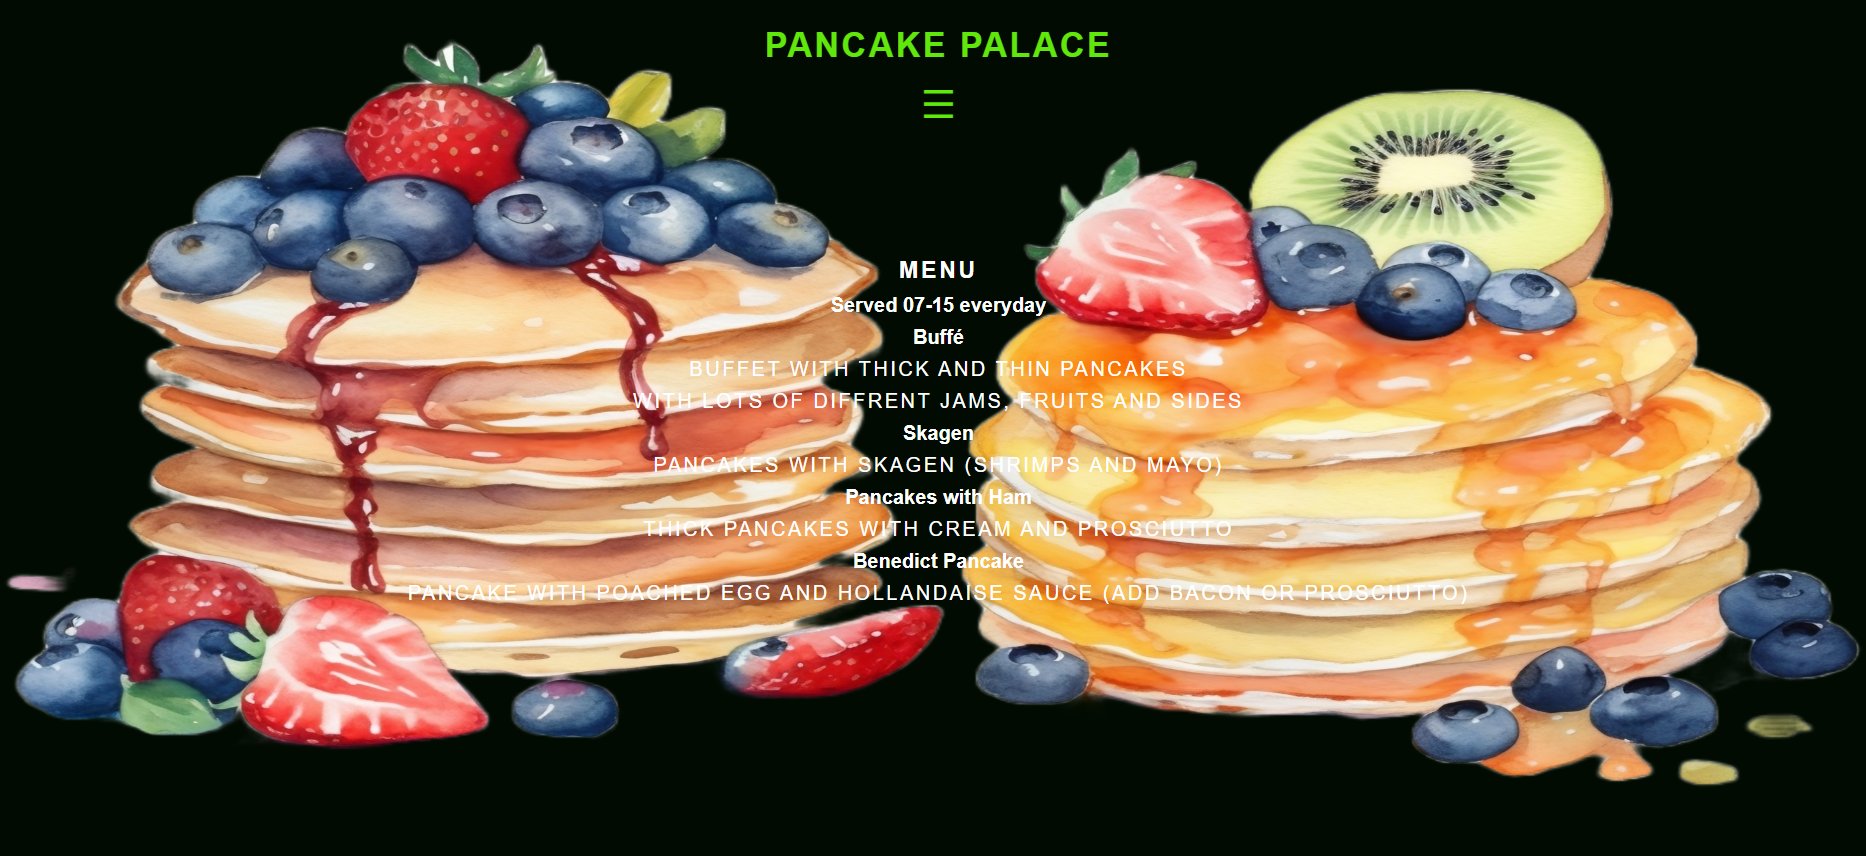 PANCAKE PALACE
MENU
Served 07-15 everyday
Buffé
BUFFET WITH THICK AND THIN PANCAKES
WITH LOTS OF DIFFRENT JAMS, FRUITS AND SIDES
Skagen
PANCAKES WITH SKAGEN (SHRIMPS AND MAYO)
Pancakes with Ham
THICK PANCAKES WITH CREAM AND PROSCIUTTO
Benedict Pancake
PANCAKE WITH POACHED EGG AND HOLLANDAISE SAUCE (ADD BACON OR PROSCIUTTO)